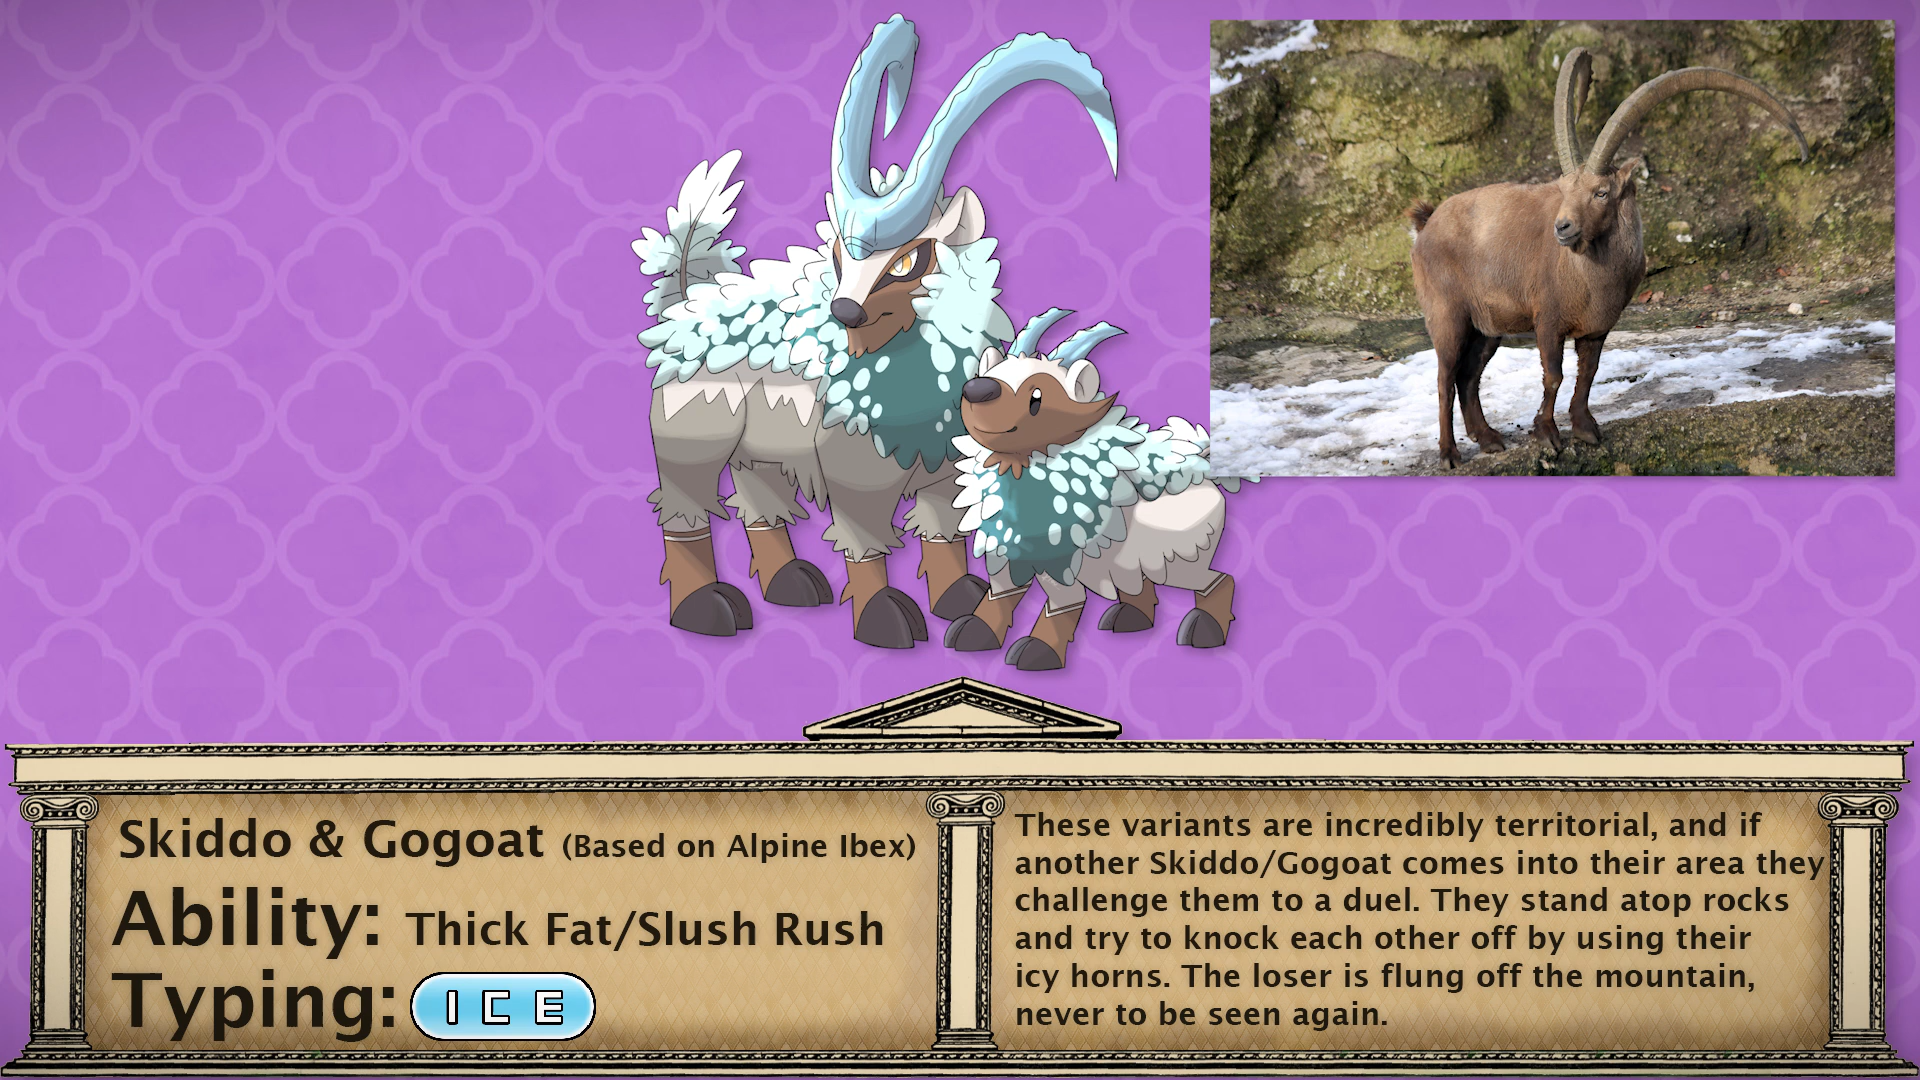 Skiddo & Gogoat (Based on Alpine Ibex)
Ability: Thick Fat/Slush Rush
Typing: ICE
These variants are incredibly territorial, and if
another Skiddo/Gogoat comes into their area they
challenge them to a duel. They stand atop rocks
and try to knock each other off by using their
icy horns. The loser is flung off the mountain,
never to be seen again.